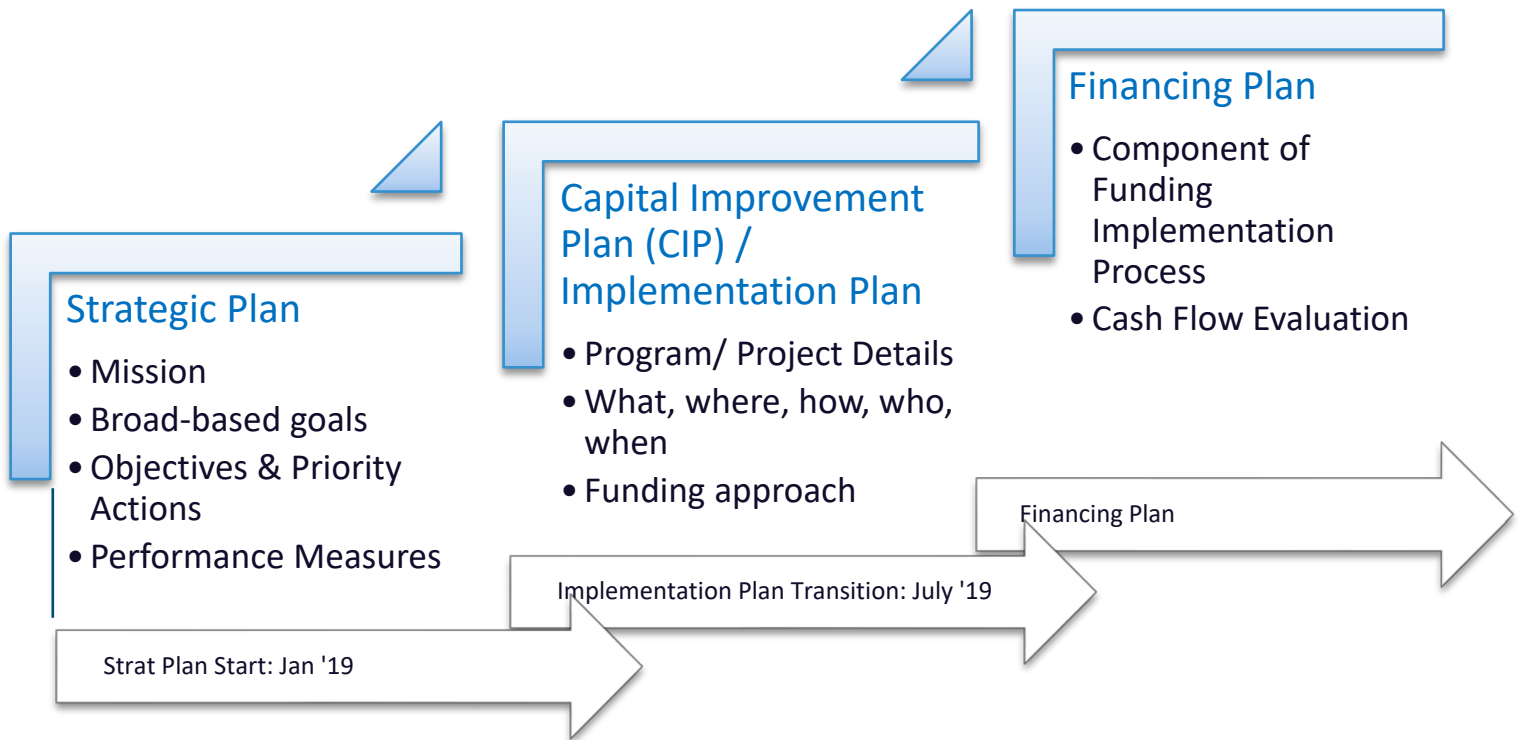 Strategic Plan
• Mission
• Broad-based goals
• Objectives & Priority
Actions
• Performance Measures
Capital Improvement
Plan (CIP) /
Implementation Plan
• Program/ Project Details
• What, where, how, who,
when
• Funding approach
Financing Plan
• Component of
Funding
Implementation
Process
• Cash Flow Evaluation
Strat Plan Start: Jan '19
Implementation Plan Transition: July '19
Financing Plan